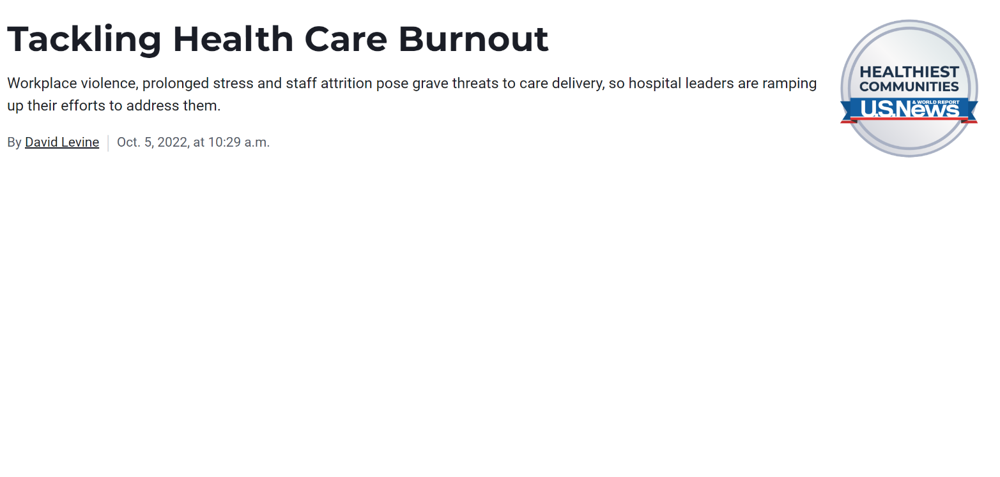 Tackling Health Care Burnout
Workplace violence, prolonged stress and staff attrition pose grave threats to care delivery, so hospital leaders are ramping
up their efforts to address them.
By David Levine | Oct. 5, 2022, at 10:29 a.m.
HEALTHIEST
COMMUNITIES
& WORLD REPORT
U.S.News